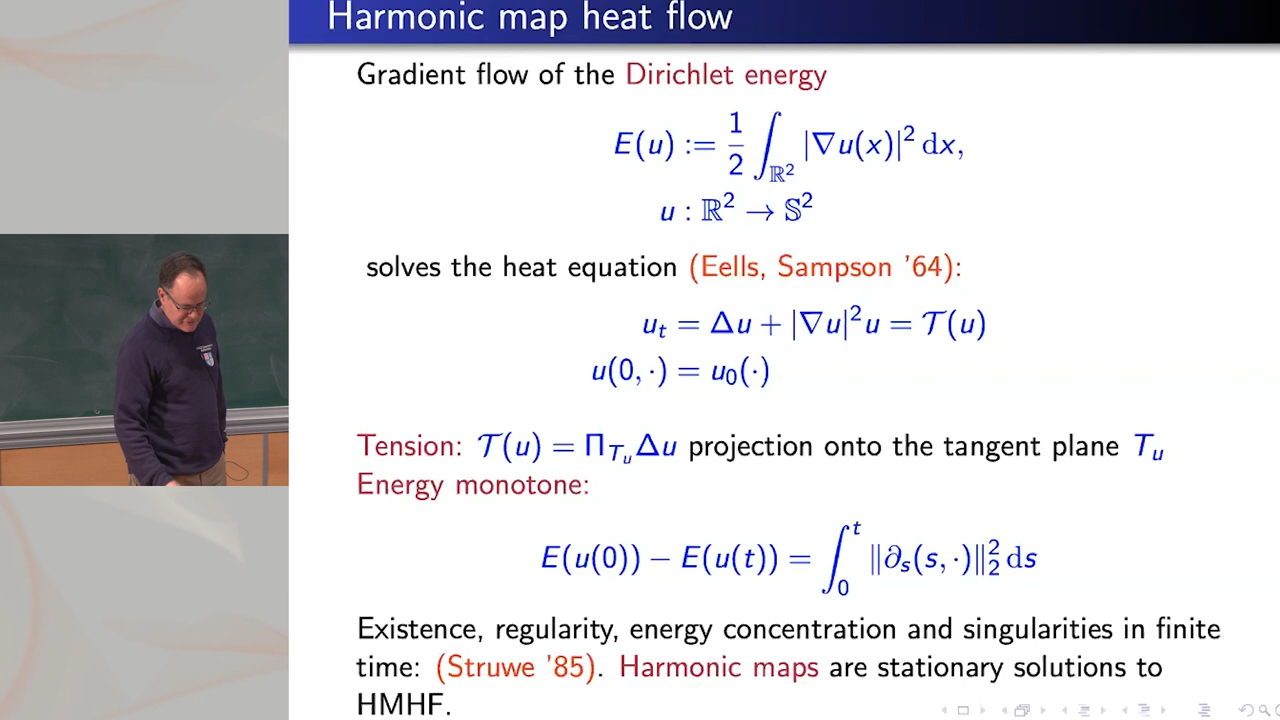 Harmonic map heat flow
Gradient flow of the Dirichlet energy
E(u) := 1/2 ∫_{ℝ²} |∇u(x)|² dx,
u : ℝ² → 𝕊²
solves the heat equation (Eells, Sampson ’64):
u_t = Δu + |∇u|²u = 𝒯(u)
u(0, ·) = u₀(·)
Tension: 𝒯(u) = Π_{T_u}Δu projection onto the tangent plane T_u
Energy monotone:
E(u(0)) − E(u(t)) = ∫₀ᵗ ‖∂_s(s, ·)‖₂² ds
Existence, regularity, energy concentration and singularities in finite
time: (Struwe ’85). Harmonic maps are stationary solutions to
HMHF.